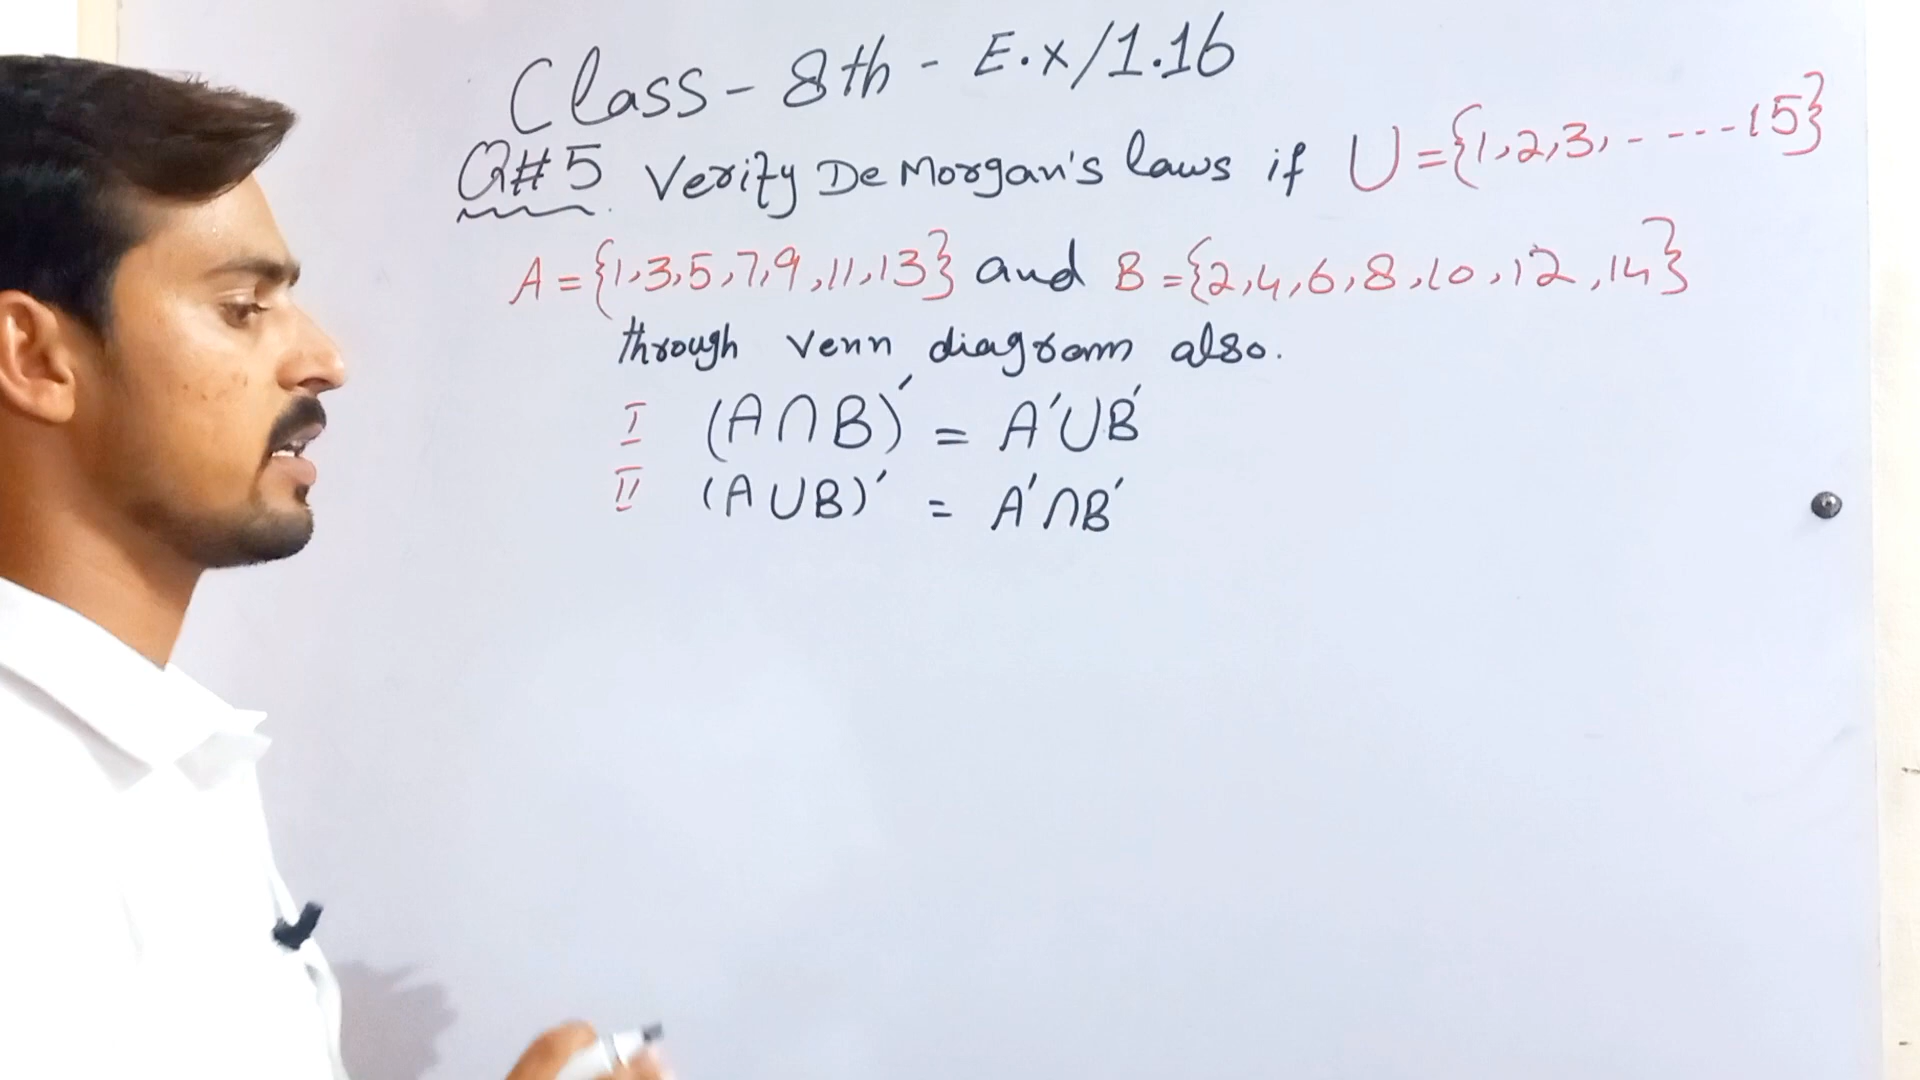 Class - 8th - E.x/1.16
Q#5. Verify De Morgan's laws if U = {1,2,3, - ---- 15}
A = {1,3,5,7,9,11,13} and B = {2,4,6,8,10,12,14}
through venn diagram also.
I (A∩B)′ = A′∪B′
II (A∪B)′ = A′∩B′